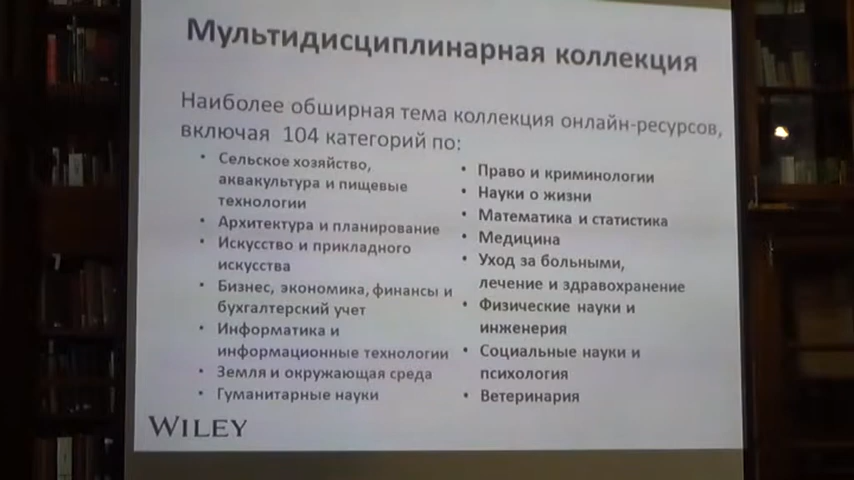 Мультидисциплинарная коллекция
Наиболее обширная тема коллекция онлайн-ресурсов,
включая 104 категорий по:
• Сельское хозяйство,
аквакультура и пищевые
технологии
• Архитектура и планирование
• Искусство и прикладного
искусства
• Бизнес, экономика, финансы и
бухгалтерский учет
• Информатика и
информационные технологии
• Земля и окружающая среда
• Гуманитарные науки
• Право и криминологии
• Науки о жизни
• Математика и статистика
• Медицина
• Уход за больными,
лечение и здравохранение
• Физические науки и
инженерия
• Социальные науки и
психология
• Ветеринария
WILEY